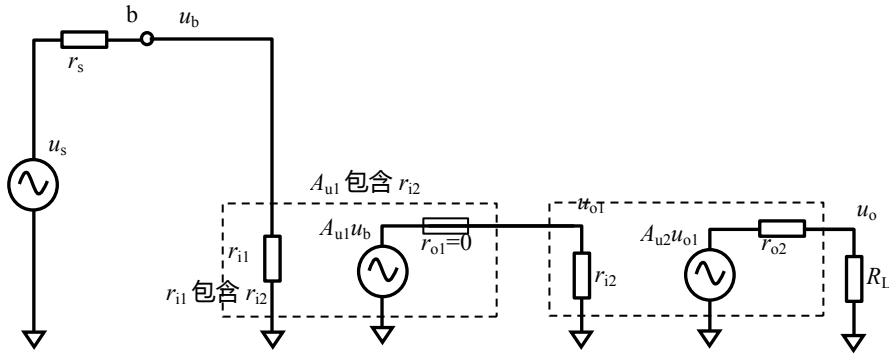 b
u_b
r_s
u_s
A_u1 包含 r_i2
u_o1
u_o
A_u1u_b
r_o1=0
A_u2u_o1
r_o2
r_i1
r_i2
R_L
r_i1 包含 r_i2